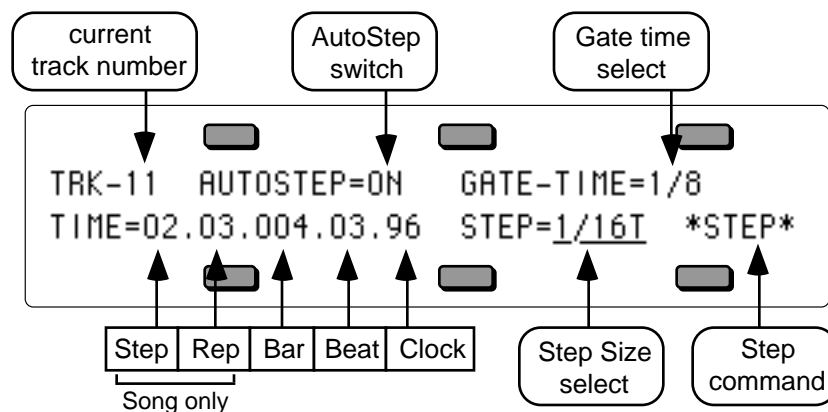 current
track number
AutoStep
switch
Gate time
select
TRK-11 AUTOSTEP=ON GATE-TIME=1/8
TIME=02.03.004.03.96 STEP=1/16T *STEP*
Step Rep Bar Beat Clock
Song only
Step Size
select
Step
command